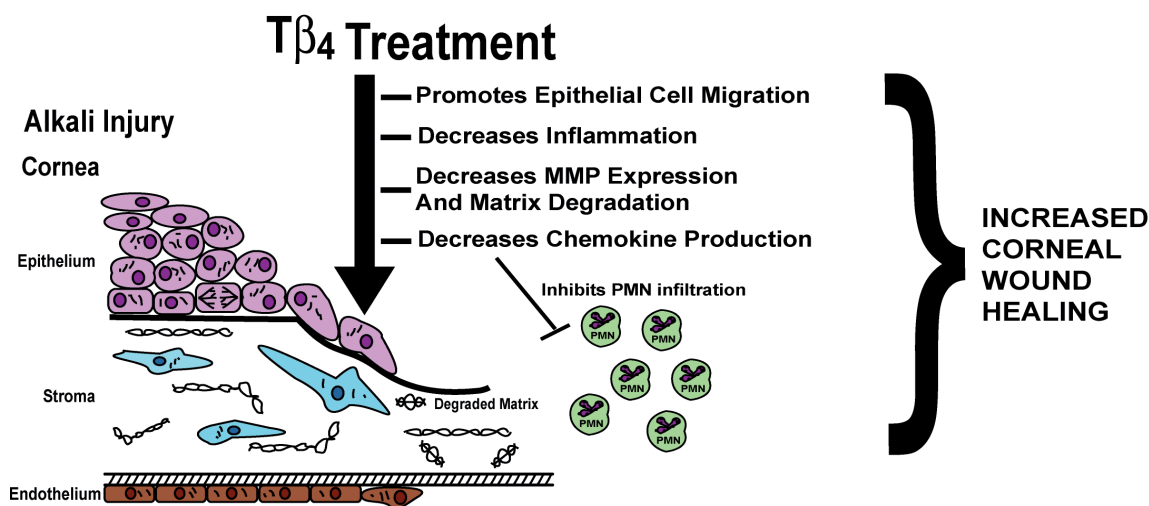 Tβ4 Treatment
Alkali Injury
Cornea
Promotes Epithelial Cell Migration
Decreases Inflammation
Decreases MMP Expression
And Matrix Degradation
Decreases Chemokine Production
Inhibits PMN infiltration
Epithelium
Stroma
Degraded Matrix
Endothelium
PMN
PMN
PMN
PMN
PMN
PMN
INCREASED
CORNEAL
WOUND
HEALING